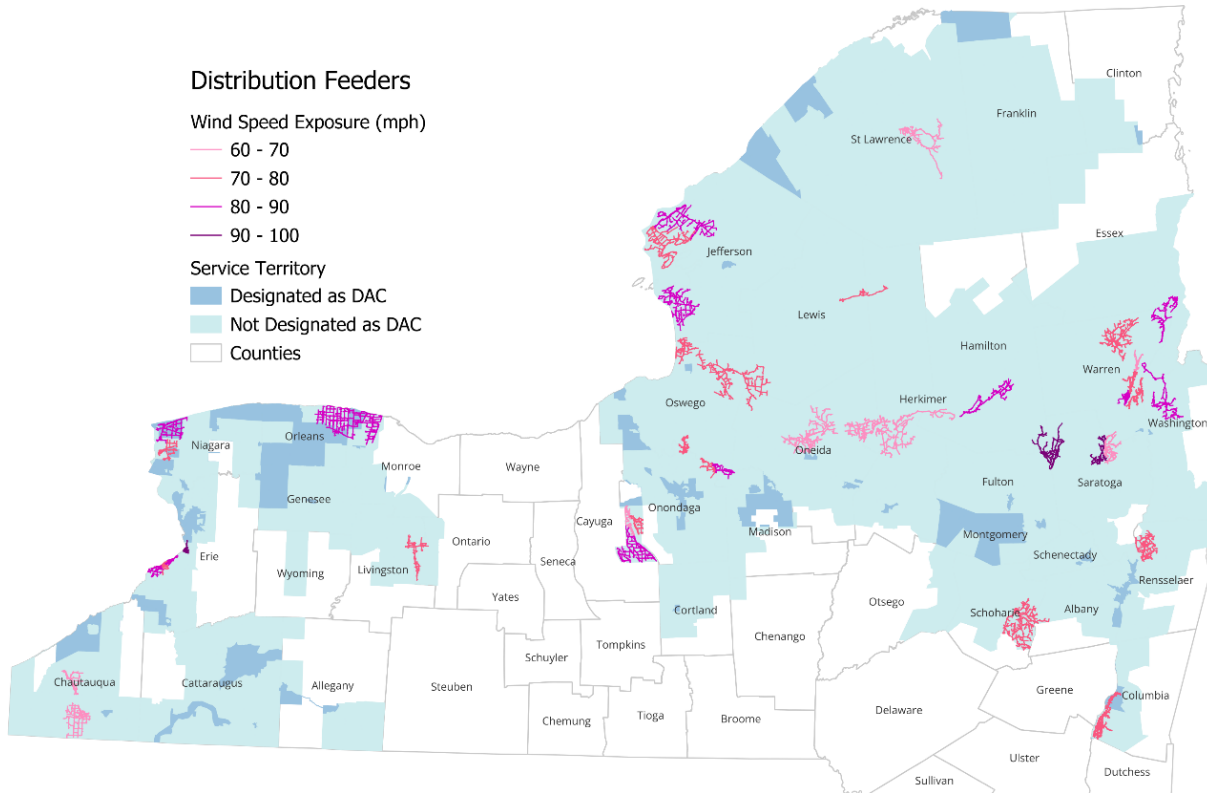 Distribution Feeders
Wind Speed Exposure (mph)
60 - 70
70 - 80
80 - 90
90 - 100
Service Territory
Designated as DAC
Not Designated as DAC
Counties
Clinton
Franklin
St Lawrence
Essex
Jefferson
Lewis
Hamilton
Warren
Herkimer
Oswego
Washington
Orleans
Niagara
Oneida
Monroe
Wayne
Fulton
Saratoga
Genesee
Onondaga
Cayuga
Madison
Montgomery
Ontario
Erie
Seneca
Schenectady
Wyoming
Livingston
Rensselaer
Yates
Otsego
Cortland
Schoharie
Albany
Chenango
Tompkins
Schuyler
Chautauqua
Cattaraugus
Allegany
Steuben
Greene
Columbia
Delaware
Chemung
Tioga
Broome
Ulster
Sullivan
Dutchess